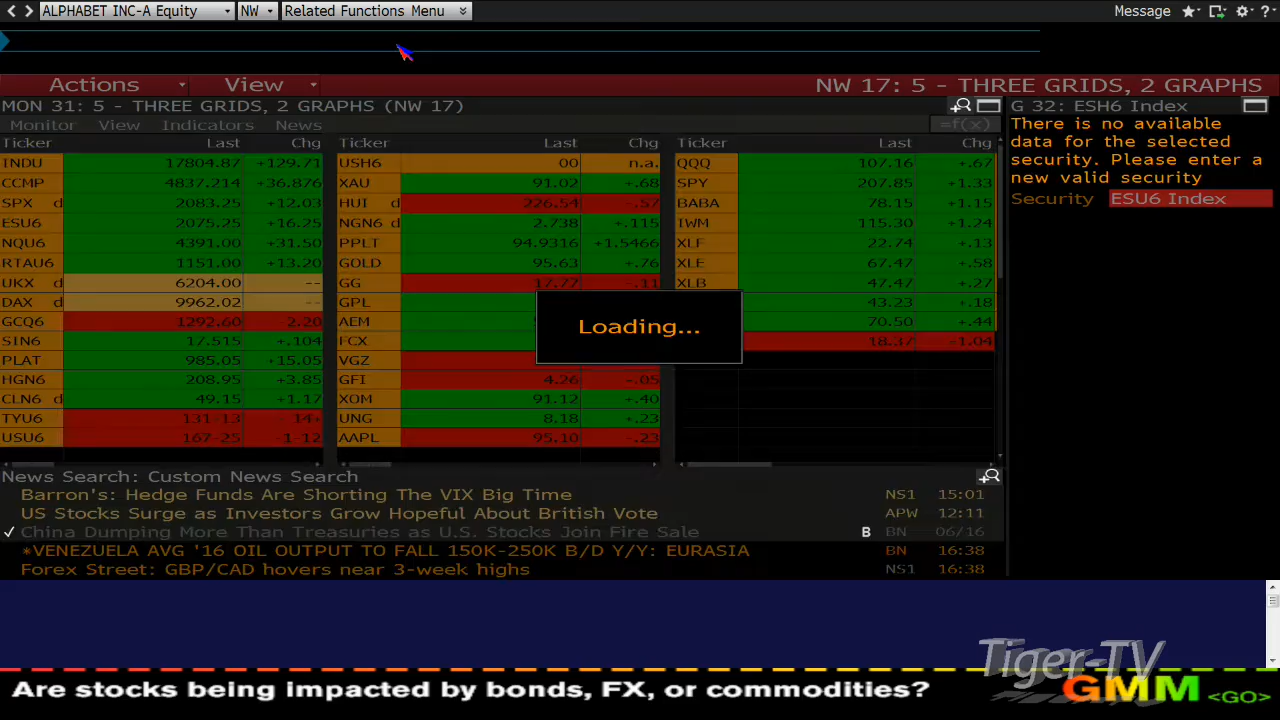 ALPHABET INC-A Equity NW Related Functions Menu Message
Actions View NW 17: 5 - THREE GRIDS, 2 GRAPHS
MON 31: 5 - THREE GRIDS, 2 GRAPHS (NW 17) G 32: ESH6 Index
Monitor View Indicators News =f(x)
There is no available
data for the selected
security. Please enter a
new valid security
Security ESU6 Index
Ticker Last Chg Ticker Last Chg Ticker Last Chg
INDU 17804.87 +129.71 USH6 00 n.a. QQQ 107.16 +.67
CCMP 4837.214 +36.876 XAU 91.02 +.68 SPY 207.85 +1.33
SPX d 2083.25 +12.03 HUI d 226.54 -.57 BABA 78.15 +1.15
ESU6 2075.25 +16.25 NGN6 d 2.738 +.115 IWM 115.30 +1.24
NQU6 4391.00 +31.50 PPLT 94.9316 +1.5466 XLF 22.74 +.13
RTAU6 1151.00 +13.20 GOLD 95.63 +.76 XLE 67.47 +.58
UKX d 6204.00 -- GG 17.77 -.11 XLB 47.47 +.27
DAX d 9962.02 -- GPL 43.23 +.18
GCQ6 1292.60 -2.20 AEM 70.50 +.44
SIN6 17.515 +.104 FCX 18.37 -1.04
PLAT 985.05 +15.05 VGZ
HGN6 208.95 +3.85 GFI 4.26 -.05
CLN6 d 49.15 +1.17 XOM 91.12 +.40
TYU6 131-13 - 14+ UNG 8.18 +.23
USU6 167-25 -1-12 AAPL 95.10 -.23
Loading...
News Search: Custom News Search
Barron's: Hedge Funds Are Shorting The VIX Big Time NS1 15:01
US Stocks Surge as Investors Grow Hopeful About British Vote APW 12:11
China Dumping More Than Treasuries as U.S. Stocks Join Fire Sale B BN 06/16
*VENEZUELA AVG '16 OIL OUTPUT TO FALL 150K-250K B/D Y/Y: EURASIA BN 16:38
Forex Street: GBP/CAD hovers near 3-week highs NS1 16:38
Tiger-TV
Are stocks being impacted by bonds, FX, or commodities? GMM <GO>